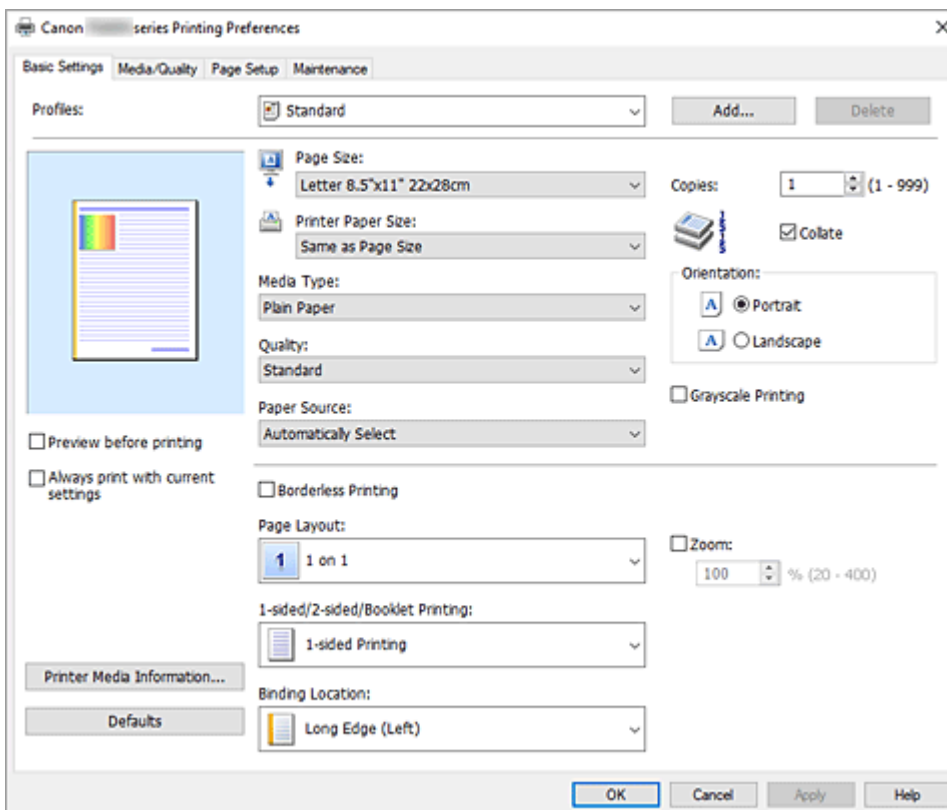 Canon series Printing Preferences
Basic Settings Media/Quality Page Setup Maintenance
Profiles: Standard Add... Delete
Page Size:
Letter 8.5"x11" 22x28cm
Copies: 1 (1 - 999)
Printer Paper Size:
Same as Page Size
Collate
Media Type:
Plain Paper
Orientation:
A Portrait
A Landscape
Quality:
Standard
Grayscale Printing
Paper Source:
Automatically Select
Preview before printing
Always print with current
settings
Borderless Printing
Page Layout:
1 1 on 1
Zoom:
100 % (20 - 400)
1-sided/2-sided/Booklet Printing:
1-sided Printing
Printer Media Information...
Binding Location:
Defaults
Long Edge (Left)
OK Cancel Apply Help